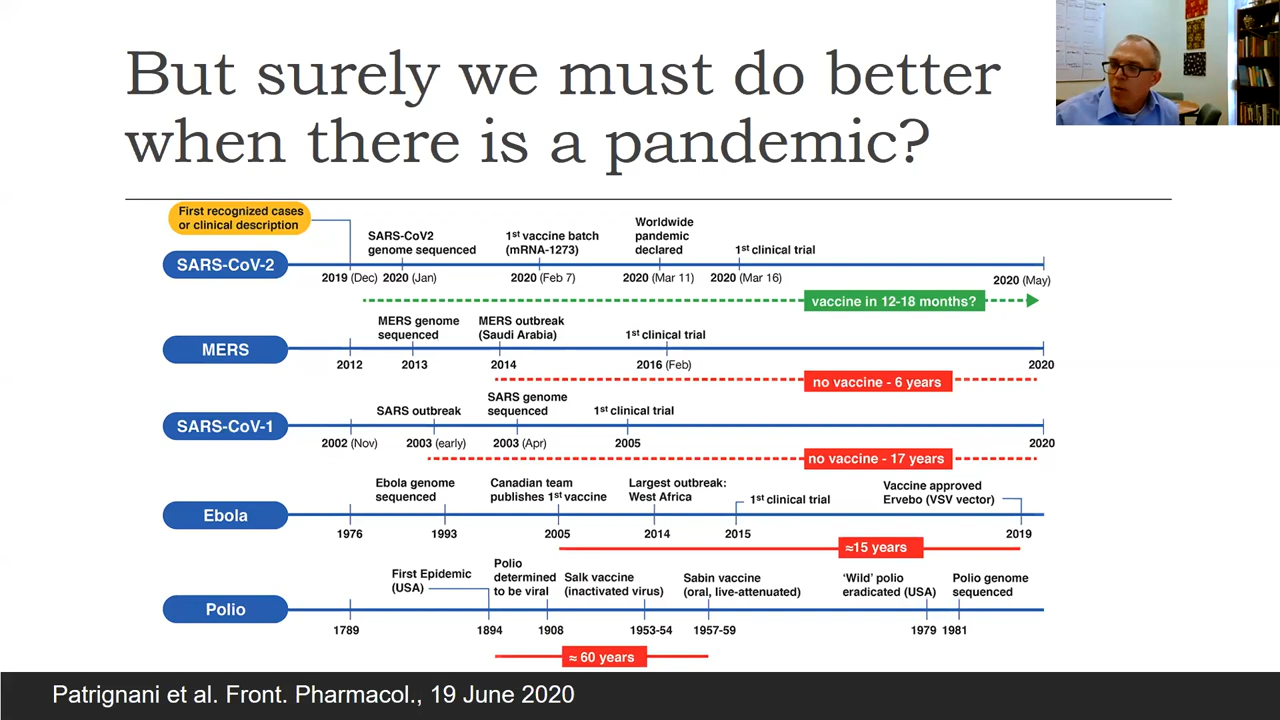 But surely we must do better
when there is a pandemic?
First recognized cases
or clinical description
SARS-CoV-2
SARS-CoV2
genome sequenced
1st vaccine batch
(mRNA-1273)
Worldwide
pandemic
declared
1st clinical trial
2019 (Dec)
2020 (Jan)
2020 (Feb 7)
2020 (Mar 11)
2020 (Mar 16)
2020 (May)
vaccine in 12-18 months?
MERS
MERS genome
sequenced
MERS outbreak
(Saudi Arabia)
1st clinical trial
2012
2013
2014
2016 (Feb)
2020
no vaccine - 6 years
SARS-CoV-1
SARS outbreak
SARS genome
sequenced
1st clinical trial
2002 (Nov)
2003 (early)
2003 (Apr)
2005
2020
no vaccine - 17 years
Ebola
Ebola genome
sequenced
Canadian team
publishes 1st vaccine
Largest outbreak:
West Africa
1st clinical trial
Vaccine approved
Ervebo (VSV vector)
1976
1993
2005
2014
2015
2019
≈15 years
Polio
First Epidemic
(USA)
Polio
determined
to be viral
Salk vaccine
(inactivated virus)
Sabin vaccine
(oral, live-attenuated)
‘Wild’ polio
eradicated (USA)
Polio genome
sequenced
1789
1894
1908
1953-54
1957-59
1979
1981
≈ 60 years
Patrignani et al. Front. Pharmacol., 19 June 2020